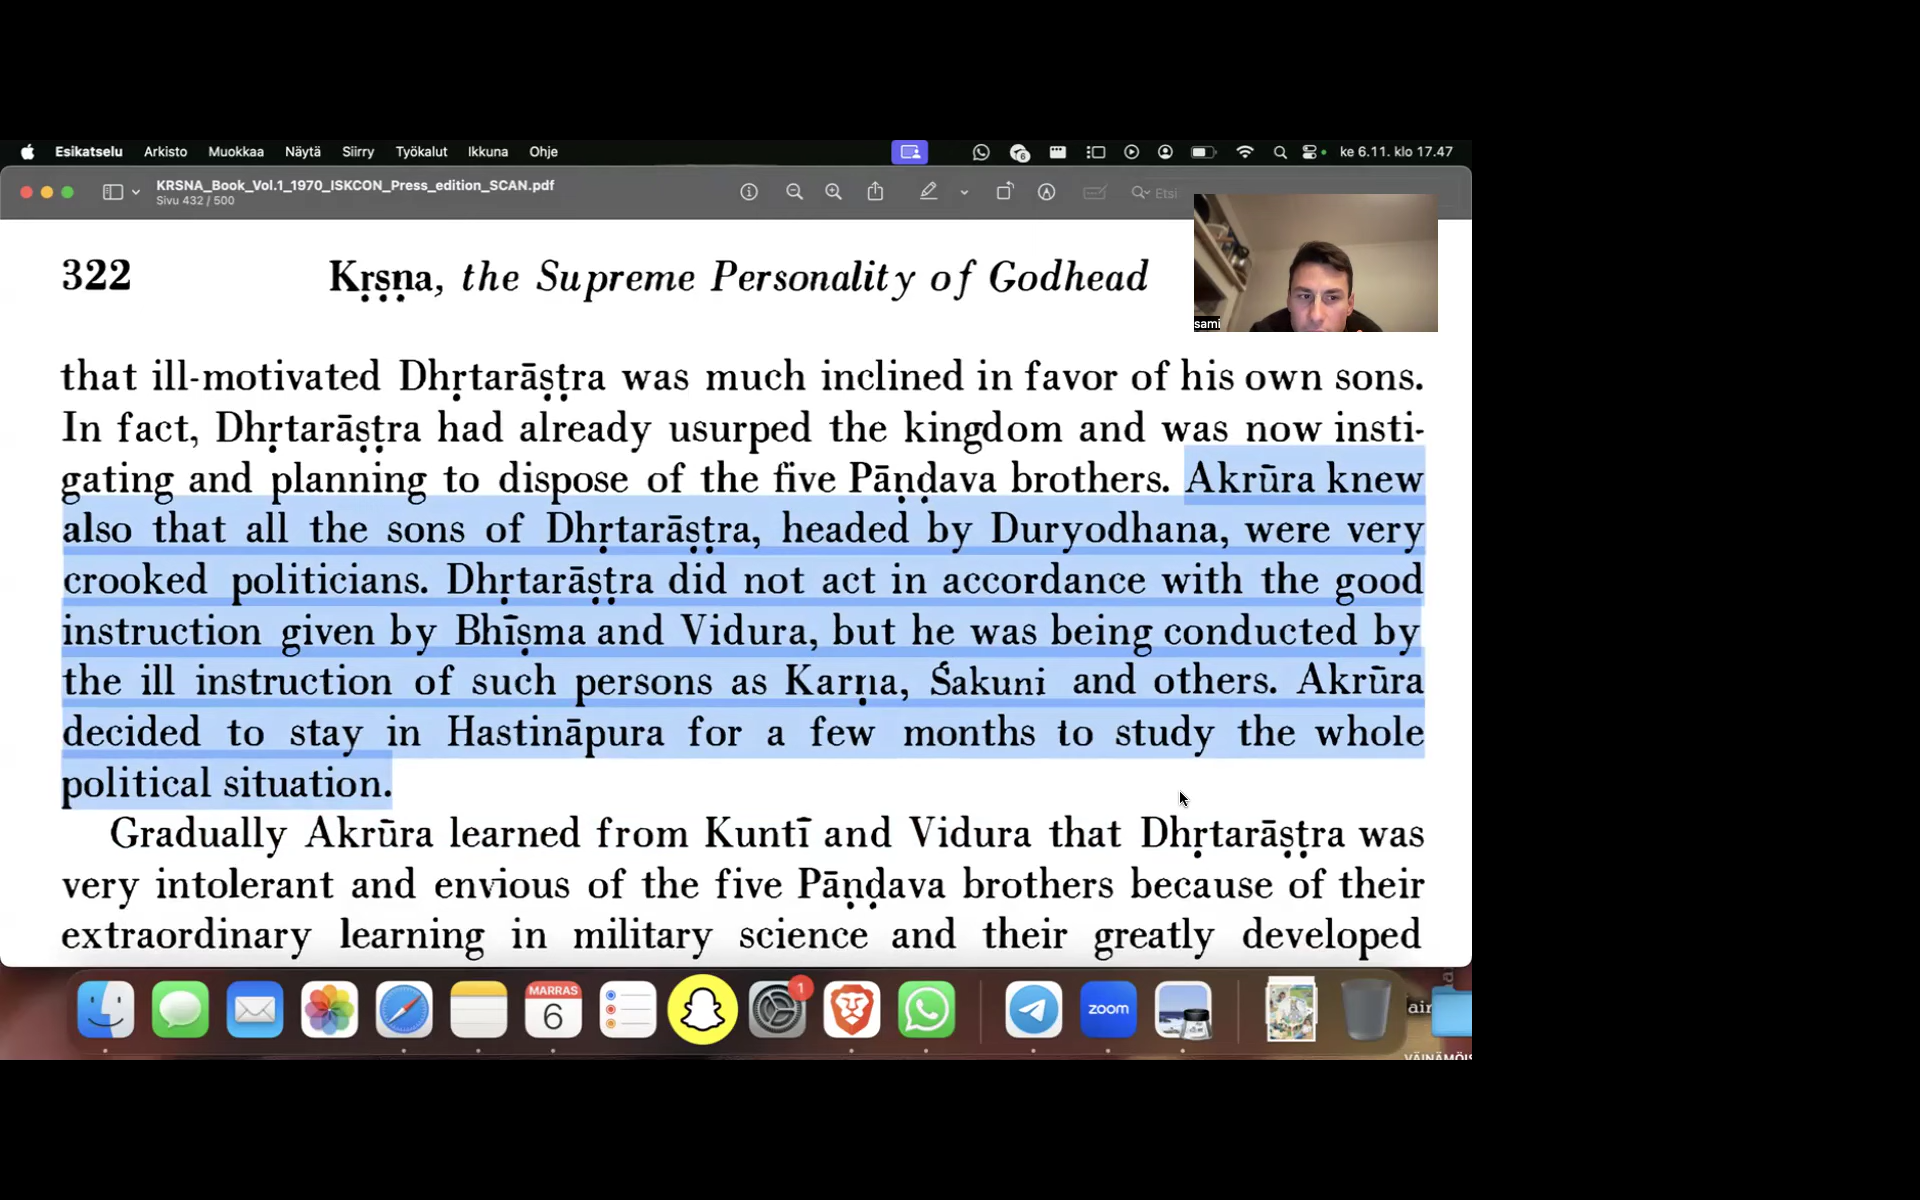 Esikatselu Arkisto Muokkaa Näytä Siirry Työkalut Ikkuna Ohje
ke 6.11. klo 17.47
KRSNA_Book_Vol.1_1970_ISKCON_Press_edition_SCAN.pdf
Sivu 432 / 500
Etsi
322 Kṛṣṇa, the Supreme Personality of Godhead
sami
that ill-motivated Dhṛtarāṣṭra was much inclined in favor of his own sons.
In fact, Dhṛtarāṣṭra had already usurped the kingdom and was now insti-
gating and planning to dispose of the five Pāṇḍava brothers. Akrūra knew
also that all the sons of Dhṛtarāṣṭra, headed by Duryodhana, were very
crooked politicians. Dhṛtarāṣṭra did not act in accordance with the good
instruction given by Bhīṣma and Vidura, but he was being conducted by
the ill instruction of such persons as Karṇa, Śakuni and others. Akrūra
decided to stay in Hastināpura for a few months to study the whole
political situation.
Gradually Akrūra learned from Kuntī and Vidura that Dhṛtarāṣṭra was
very intolerant and envious of the five Pāṇḍava brothers because of their
extraordinary learning in military science and their greatly developed
MARRAS
6
1
zoom